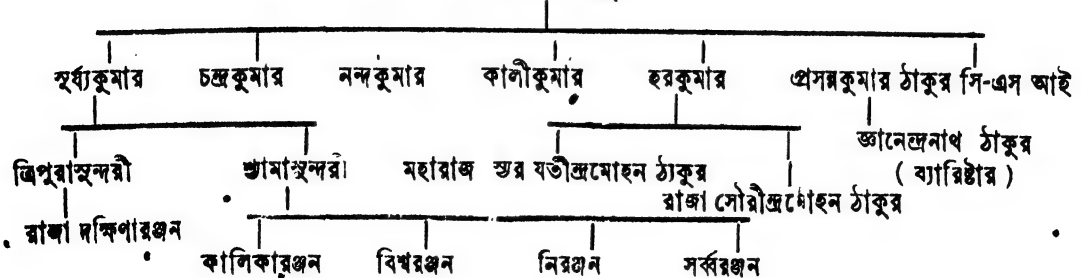 সূর্য্যকুমার চন্দ্রকুমার নন্দকুমার কালীকুমার হরকুমার প্রসন্নকুমার ঠাকুর সি-এস আই
জ্ঞানেন্দ্রনাথ ঠাকুর
( ব্যারিষ্টার )
ত্রিপুরাসুন্দরী শ্যামাসুন্দরী মহারাজ স্যর যতীন্দ্রমোহন ঠাকুর
রাজা সৌরীন্দ্রমোহন ঠাকুর
রাজা দক্ষিণারঞ্জন
কালিকারঞ্জন বিশ্বরঞ্জন নিরঞ্জন সর্ব্বরঞ্জন